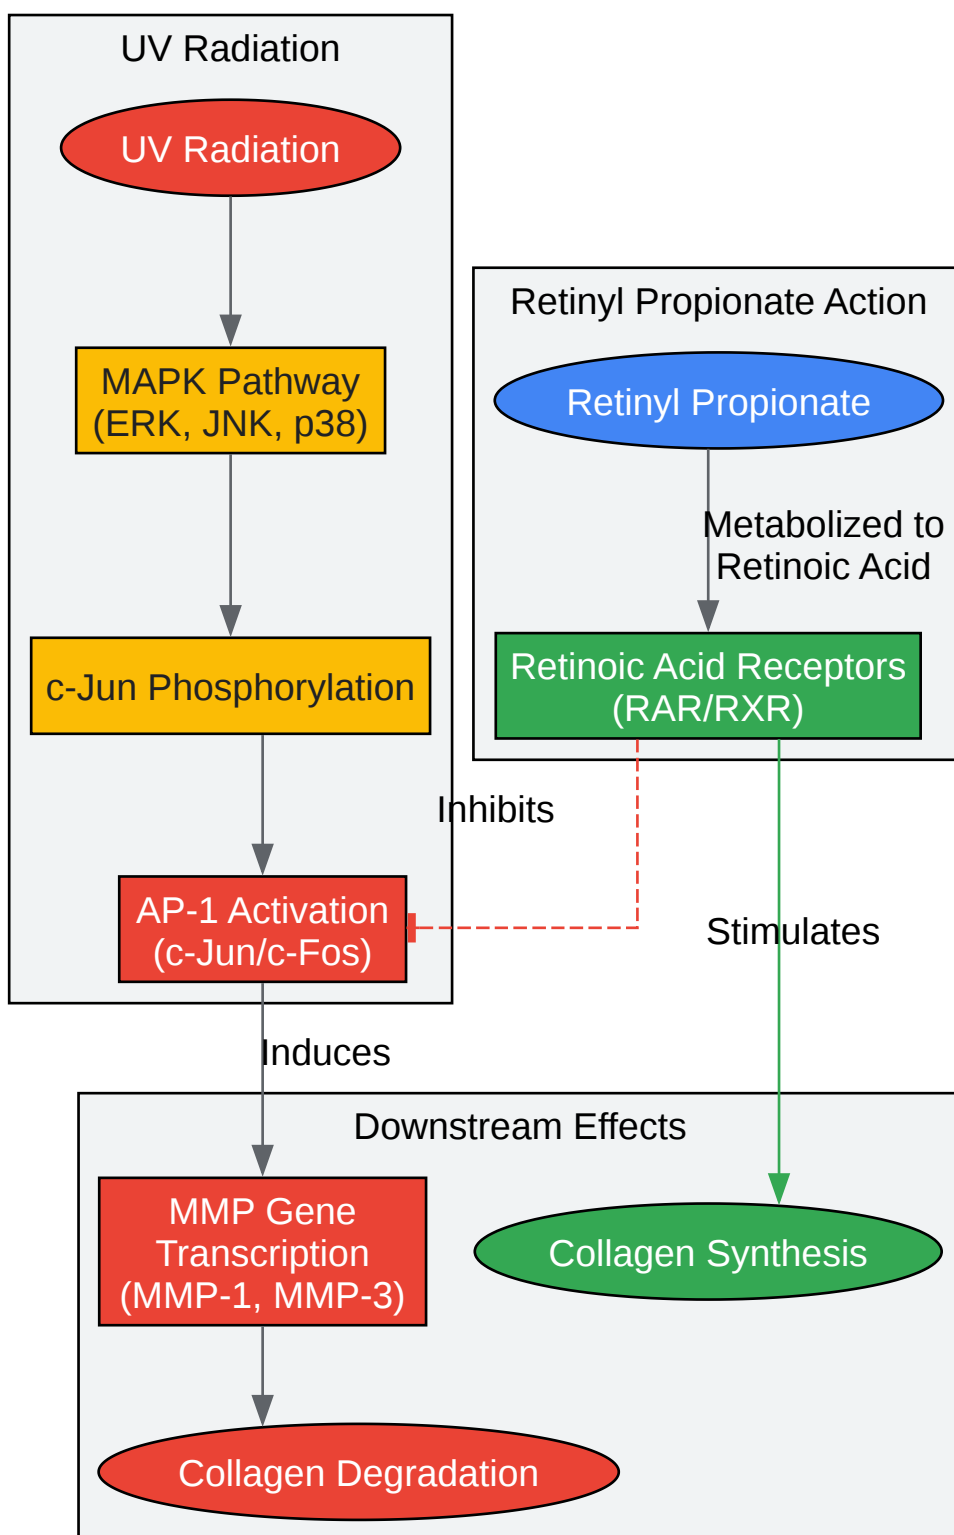 UV Radiation
UV Radiation
MAPK Pathway
(ERK, JNK, p38)
c-Jun Phosphorylation
AP-1 Activation
(c-Jun/c-Fos)
Retinyl Propionate Action
Retinyl Propionate
Metabolized to
Retinoic Acid
Retinoic Acid Receptors
(RAR/RXR)
Inhibits
Stimulates
Induces
Downstream Effects
MMP Gene
Transcription
(MMP-1, MMP-3)
Collagen Synthesis
Collagen Degradation